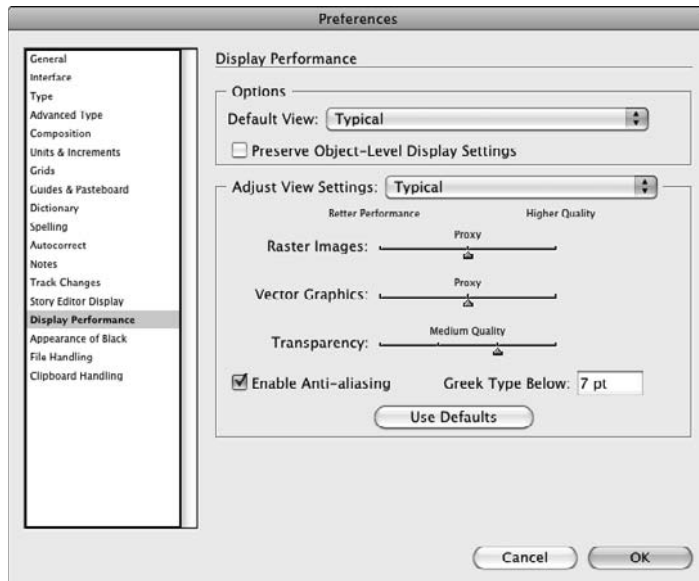 Preferences
General
Interface
Type
Advanced Type
Composition
Units & Increments
Grids
Guides & Pasteboard
Dictionary
Spelling
Autocorrect
Notes
Track Changes
Story Editor Display
Display Performance
Appearance of Black
File Handling
Clipboard Handling
Display Performance
Options
Default View: Typical
Preserve Object-Level Display Settings
Adjust View Settings: Typical
Better Performance Higher Quality
Proxy
Raster Images:
Proxy
Vector Graphics:
Medium Quality
Transparency:
Enable Anti-aliasing Greek Type Below: 7 pt
Use Defaults
Cancel OK